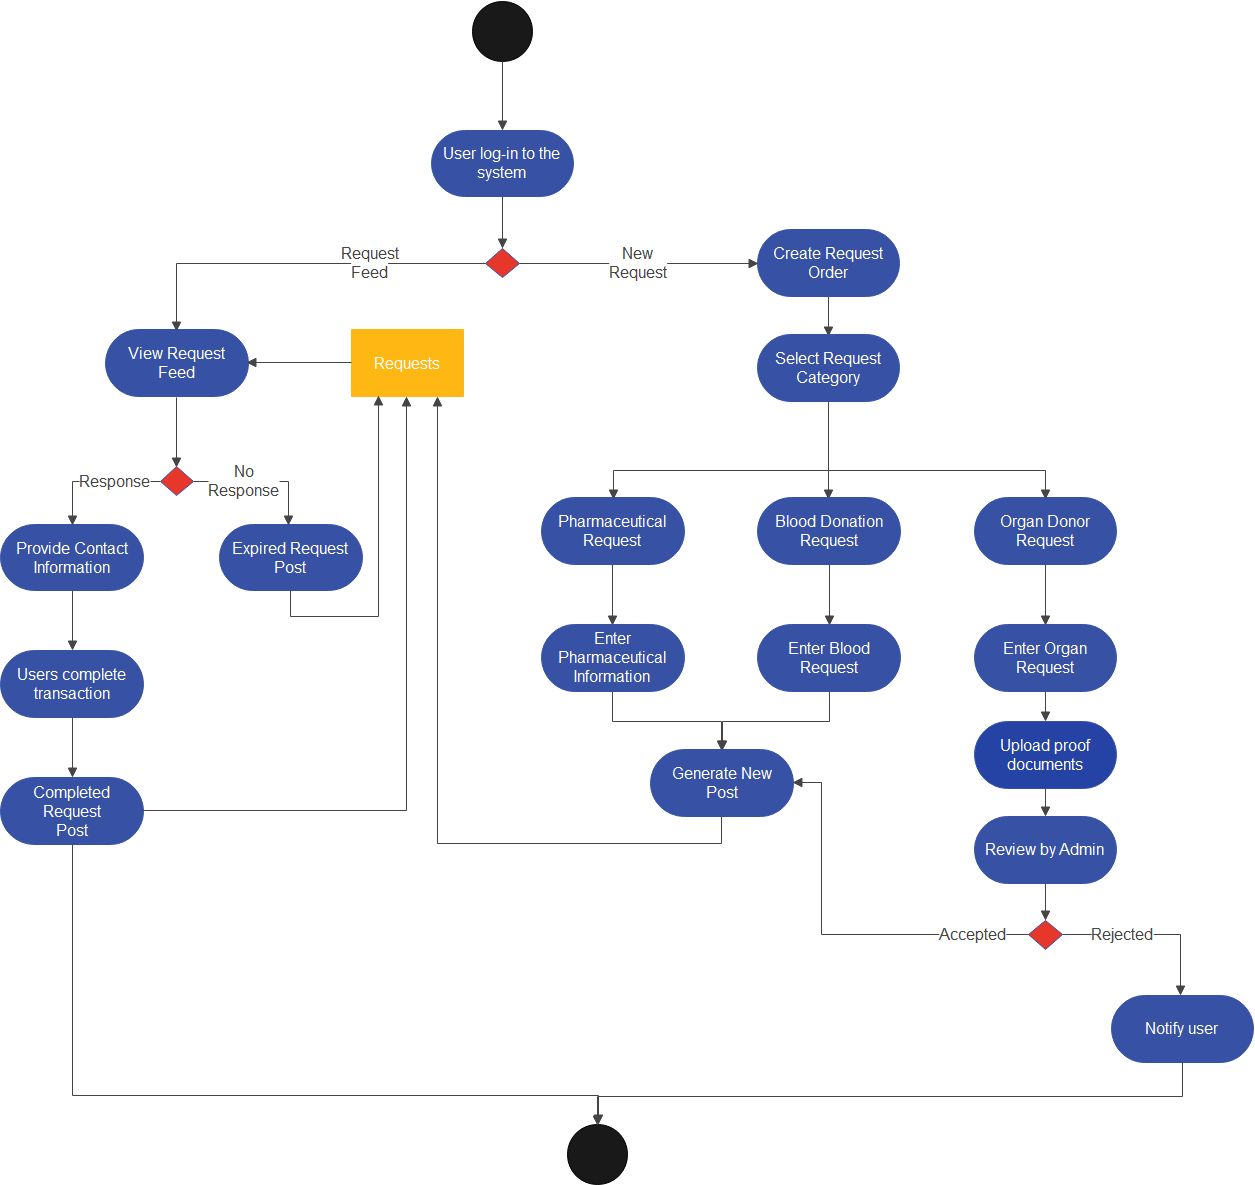 User log-in to the
system
Request
Feed
New
Request
Create Request
Order
View Request
Feed
Requests
Select Request
Category
Response
No
Response
Provide Contact
Information
Expired Request
Post
Pharmaceutical
Request
Blood Donation
Request
Organ Donor
Request
Enter
Pharmaceutical
Information
Enter Blood
Request
Enter Organ
Request
Users complete
transaction
Upload proof
documents
Completed
Request
Post
Generate New
Post
Review by Admin
Accepted
Rejected
Notify user